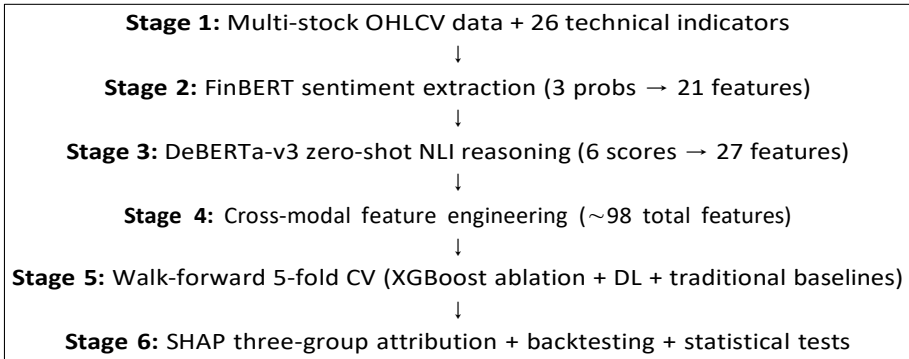 Stage 1: Multi-stock OHLCV data + 26 technical indicators
↓
Stage 2: FinBERT sentiment extraction (3 probs → 21 features)
↓
Stage 3: DeBERTa-v3 zero-shot NLI reasoning (6 scores → 27 features)
↓
Stage 4: Cross-modal feature engineering (∼98 total features)
↓
Stage 5: Walk-forward 5-fold CV (XGBoost ablation + DL + traditional baselines)
↓
Stage 6: SHAP three-group attribution + backtesting + statistical tests